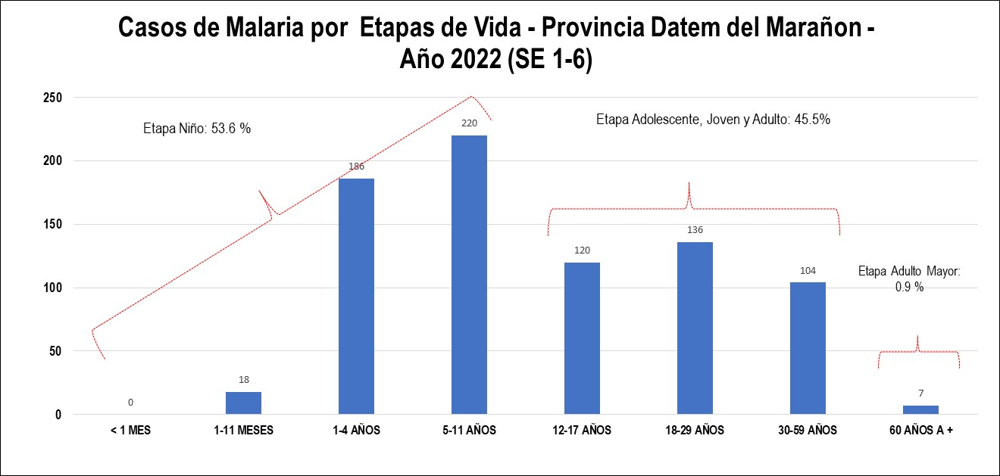 Casos de Malaria por Etapas de Vida - Provincia Datem del Marañon -
Año 2022 (SE 1-6)
250
200
150
100
50
0
Etapa Niño: 53.6 %
Etapa Adolescente, Joven y Adulto: 45.5%
Etapa Adulto Mayor:
0.9 %
0
18
186
220
120
136
104
7
< 1 MES
1-11 MESES
1-4 AÑOS
5-11 AÑOS
12-17 AÑOS
18-29 AÑOS
30-59 AÑOS
60 AÑOS A +